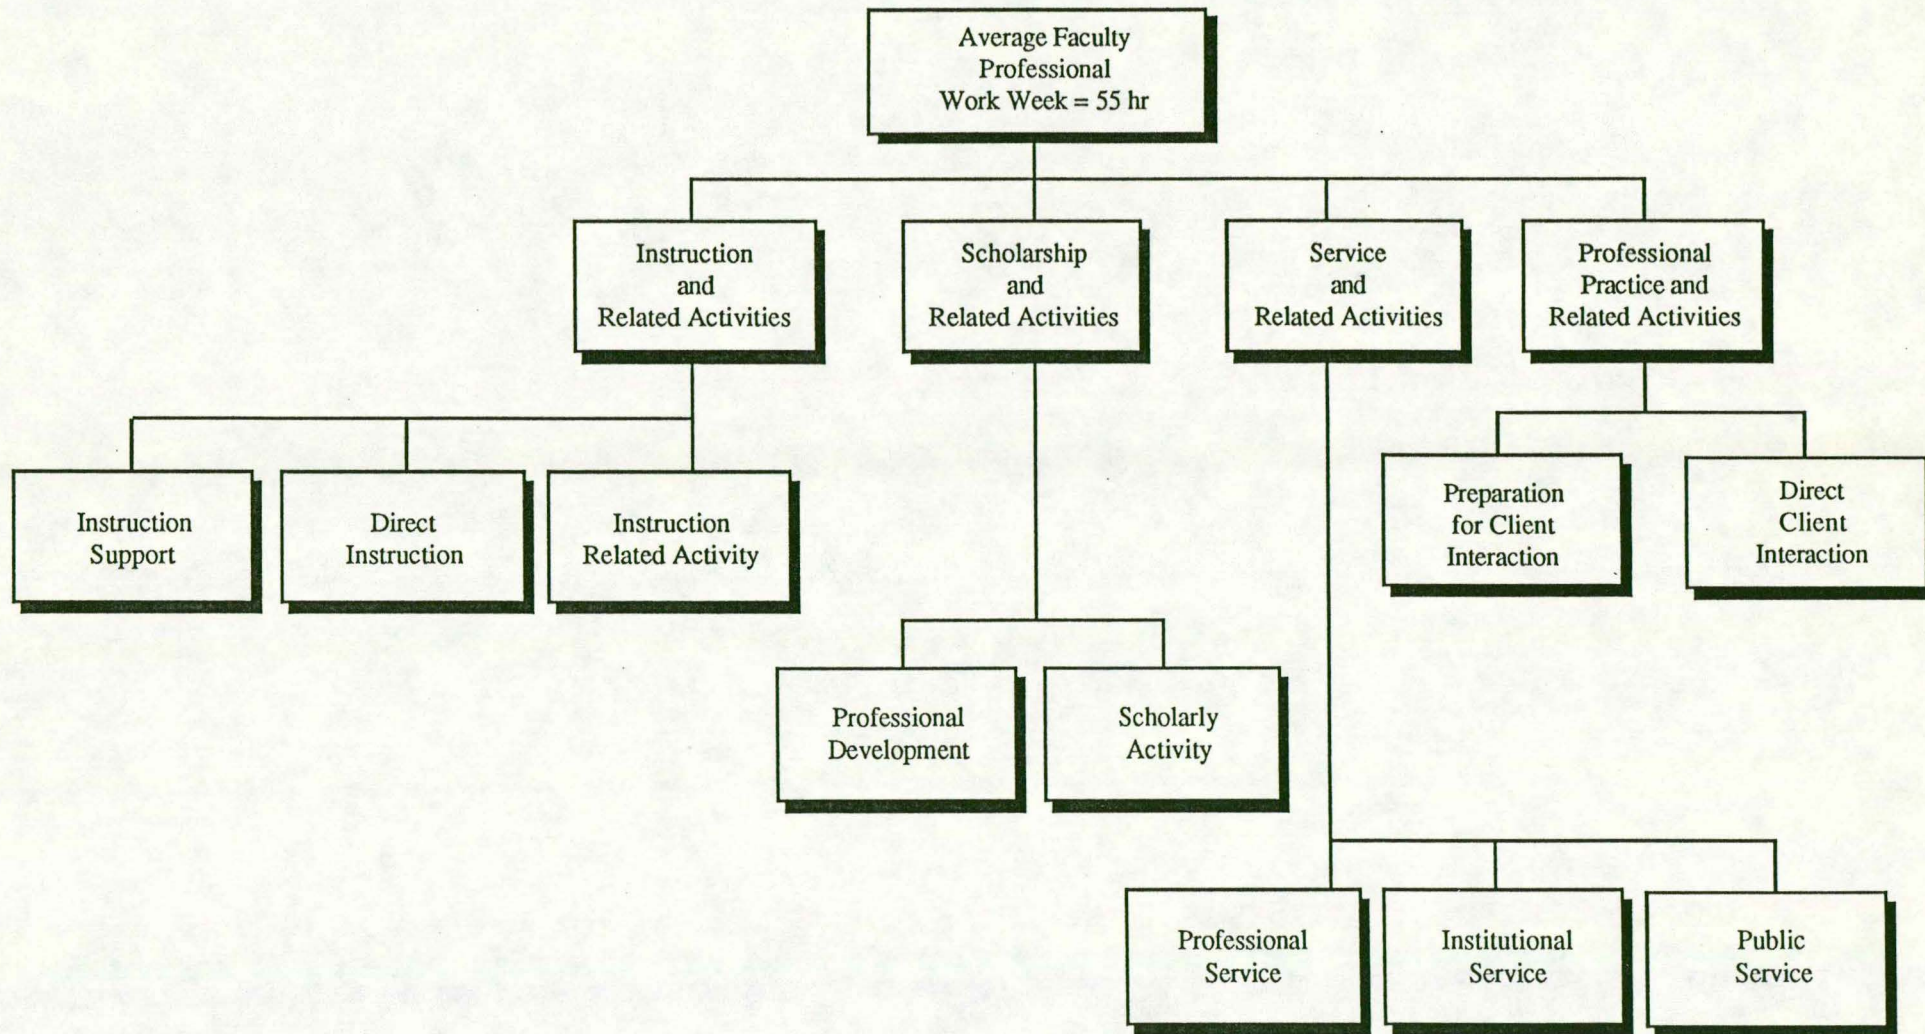 Average Faculty
Professional
Work Week = 55 hr
Instruction
and
Related Activities
Scholarship
and
Related Activities
Service
and
Related Activities
Professional
Practice and
Related Activities
Instruction
Support
Direct
Instruction
Instruction
Related Activity
Preparation
for Client
Interaction
Direct
Client
Interaction
Professional
Development
Scholarly
Activity
Professional
Service
Institutional
Service
Public
Service